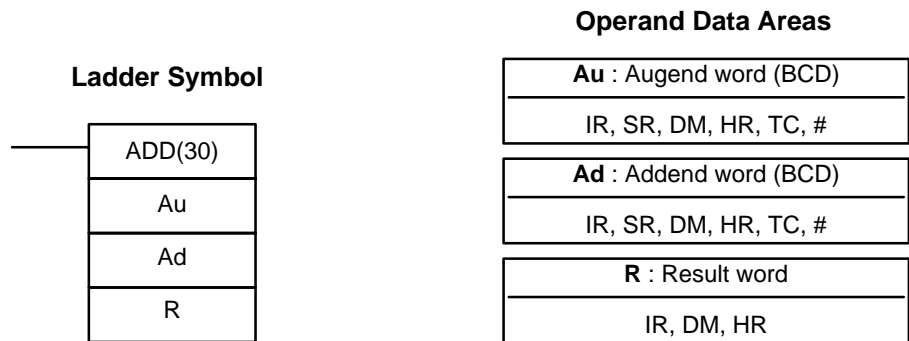 Ladder Symbol
ADD(30)
Au
Ad
R
Operand Data Areas
Au : Augend word (BCD)
IR, SR, DM, HR, TC, #
Ad : Addend word (BCD)
IR, SR, DM, HR, TC, #
R : Result word
IR, DM, HR